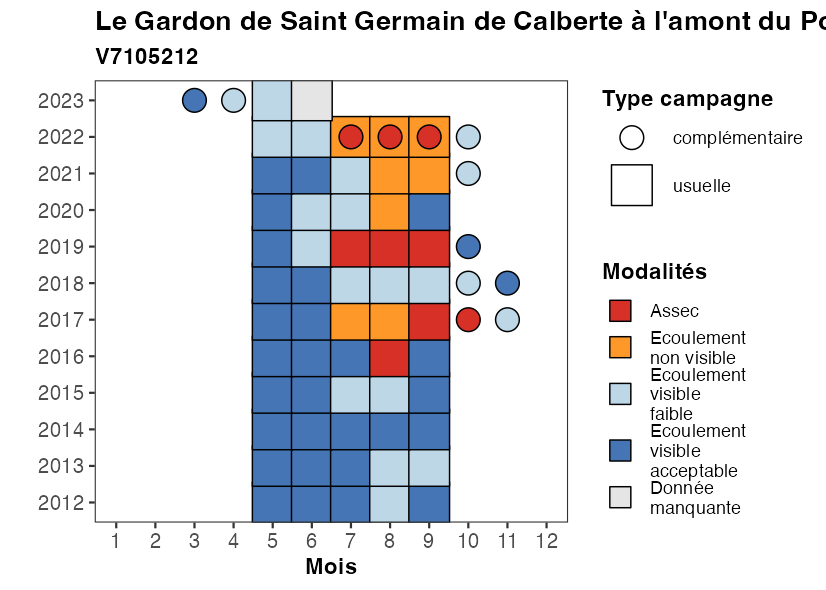 Le Gardon de Saint Germain de Calberte à l'amont du
V7105212
2023
2022
2021
2020
2019
2018
2017
2016
2015
2014
2013
2012
1 2 3 4 5 6 7 8 9 10 11 12
Mois
Type campagne
complémentaire
usuelle
Modalités
Assec
Ecoulement
non visible
Ecoulement
visible
faible
Ecoulement
visible
acceptable
Donnée
manquante